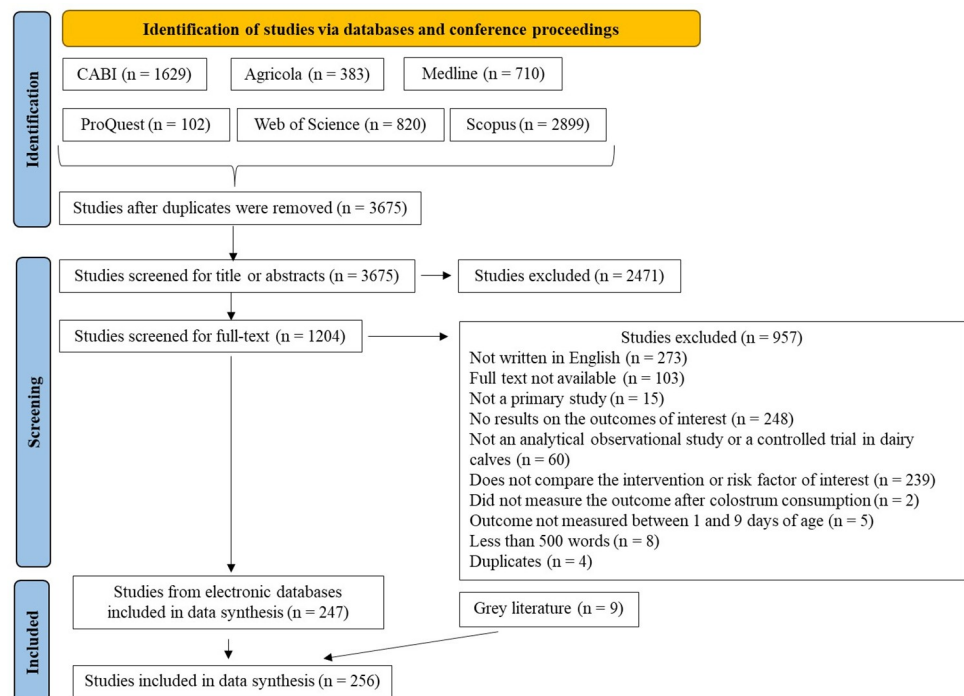 Identification of studies via databases and conference proceedings
Identification
CABI (n = 1629)
Agricola (n = 383)
Medline (n = 710)
ProQuest (n = 102)
Web of Science (n = 820)
Scopus (n = 2899)
Studies after duplicates were removed (n = 3675)
Screening
Studies screened for title or abstracts (n = 3675)
Studies excluded (n = 2471)
Studies screened for full-text (n = 1204)
Studies excluded (n = 957)
Not written in English (n = 273)
Full text not available (n = 103)
Not a primary study (n = 15)
No results on the outcomes of interest (n = 248)
Not an analytical observational study or a controlled trial in dairy
calves (n = 60)
Does not compare the intervention or risk factor of interest (n = 239)
Did not measure the outcome after colostrum consumption (n = 2)
Outcome not measured between 1 and 9 days of age (n = 5)
Less than 500 words (n = 8)
Duplicates (n = 4)
Included
Studies from electronic databases
included in data synthesis (n = 247)
Grey literature (n = 9)
Studies included in data synthesis (n = 256)